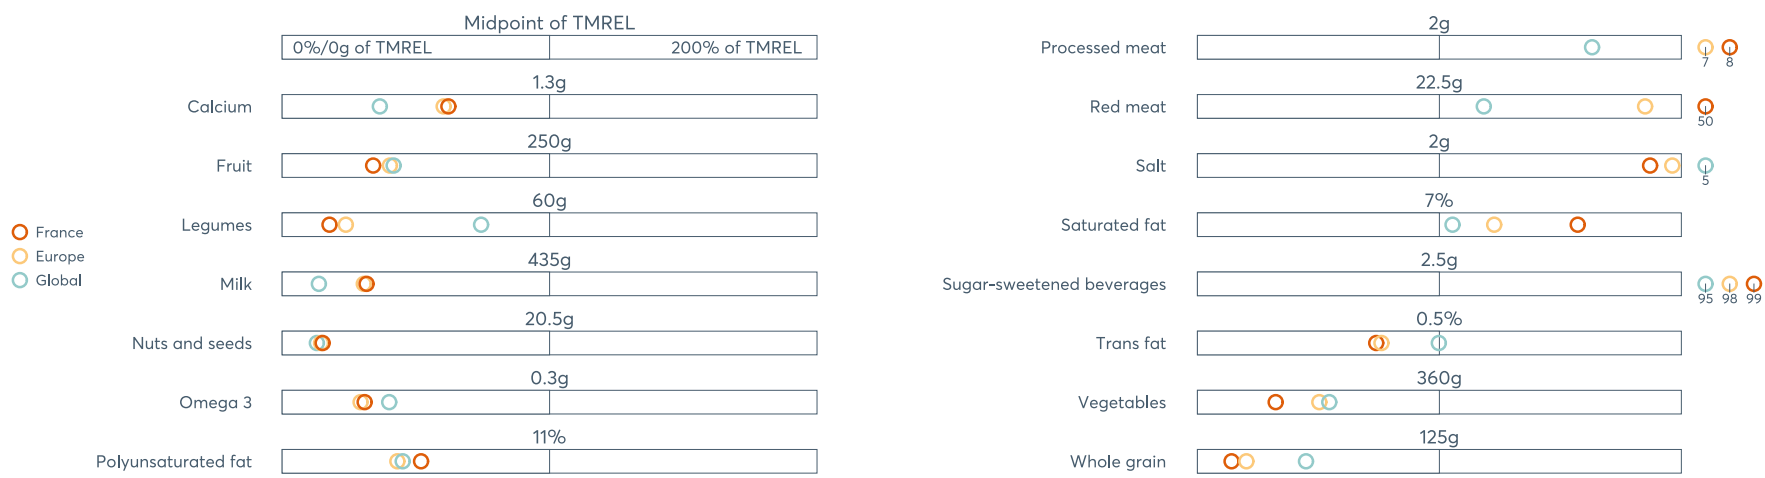 Midpoint of TMREL
0%/0g of TMREL
200% of TMREL
1.3g
Calcium
250g
Fruit
60g
Legumes
435g
Milk
20.5g
Nuts and seeds
0.3g
Omega 3
11%
Polyunsaturated fat
France
Europe
Global
2g
Processed meat
7 8
22.5g
Red meat
50
2g
Salt
5
7%
Saturated fat
2.5g
Sugar-sweetened beverages
95 98 99
0.5%
Trans fat
360g
Vegetables
125g
Whole grain